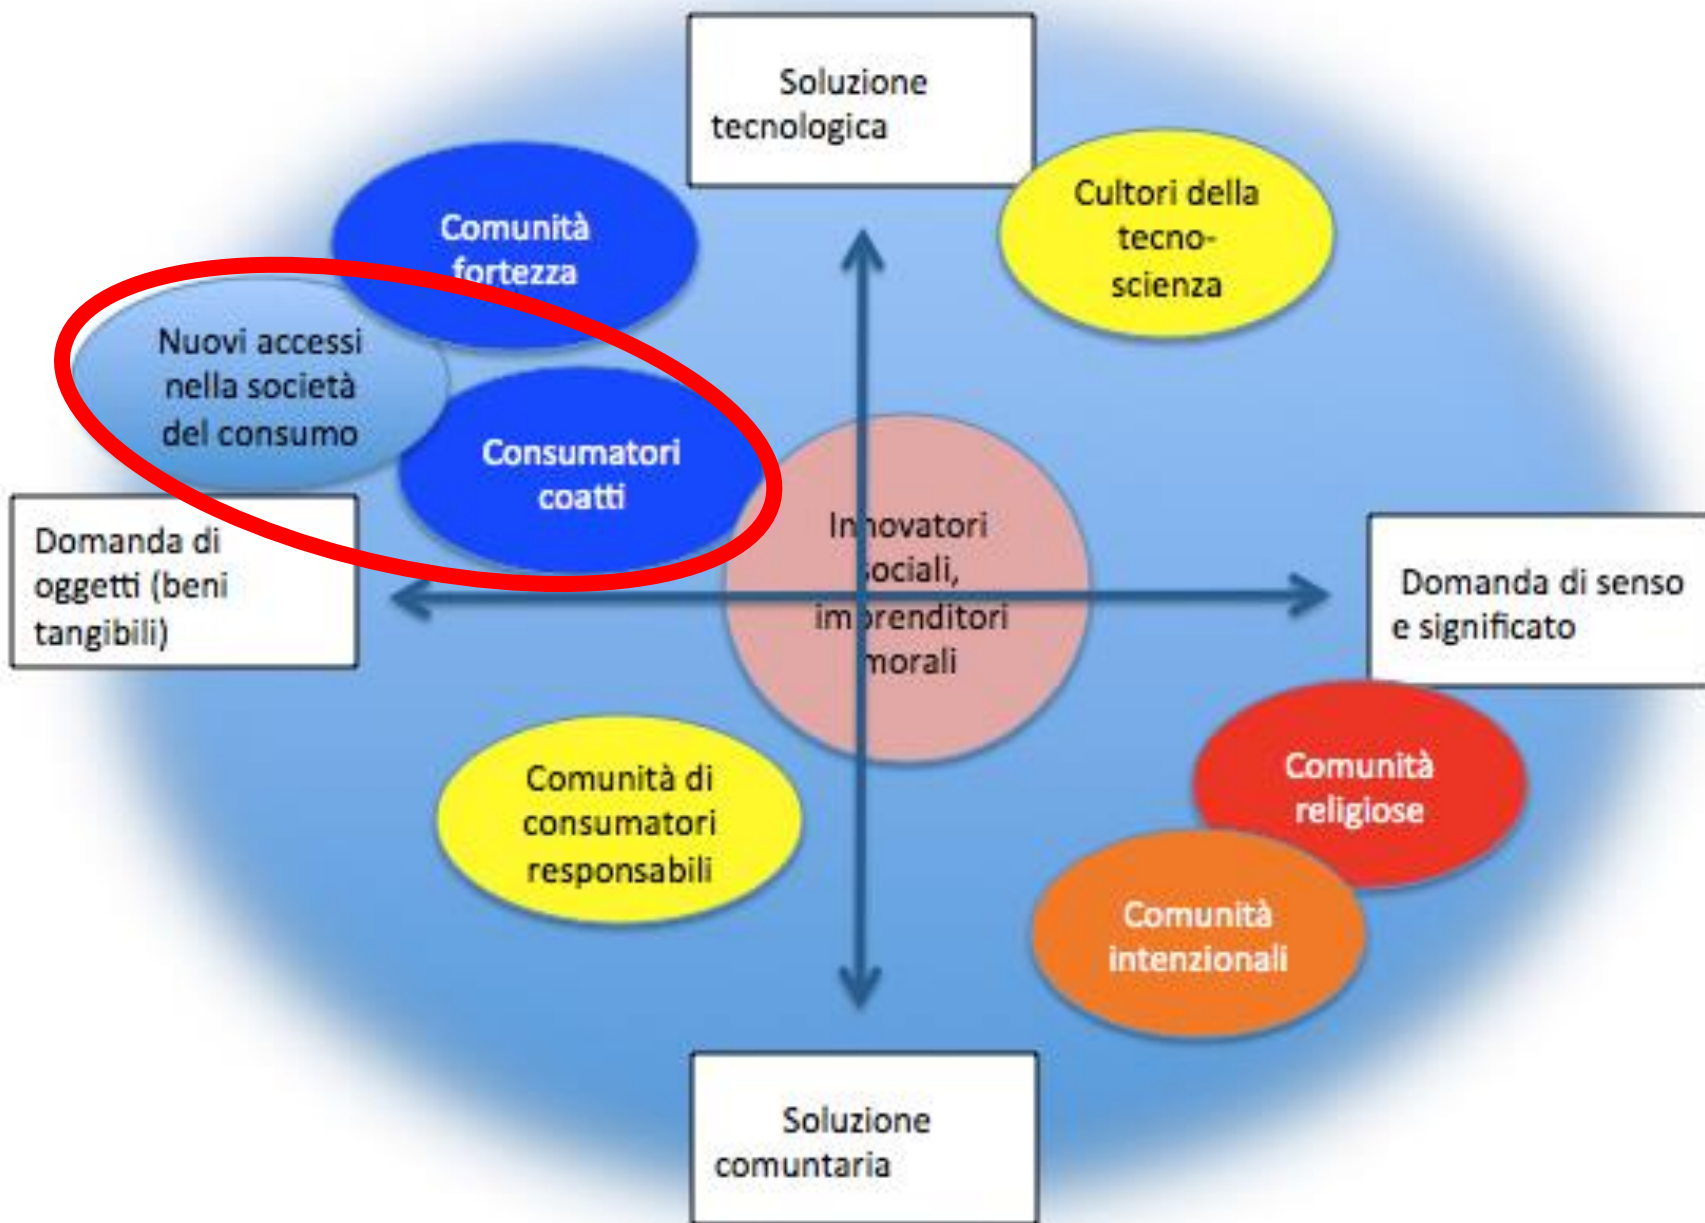 Soluzione
tecnologica
Cultori della
tecno-
scienza
Comunità
fortezza
Nuovi accessi
nella società
del consumo
Consumatori
coatti
Domanda di
oggetti (beni
tangibili)
Innovatori
sociali,
imprenditori
morali
Domanda di senso
e significato
Comunità di
consumatori
responsabili
Comunità
religiose
Comunità
intenzionali
Soluzione
comuntaria